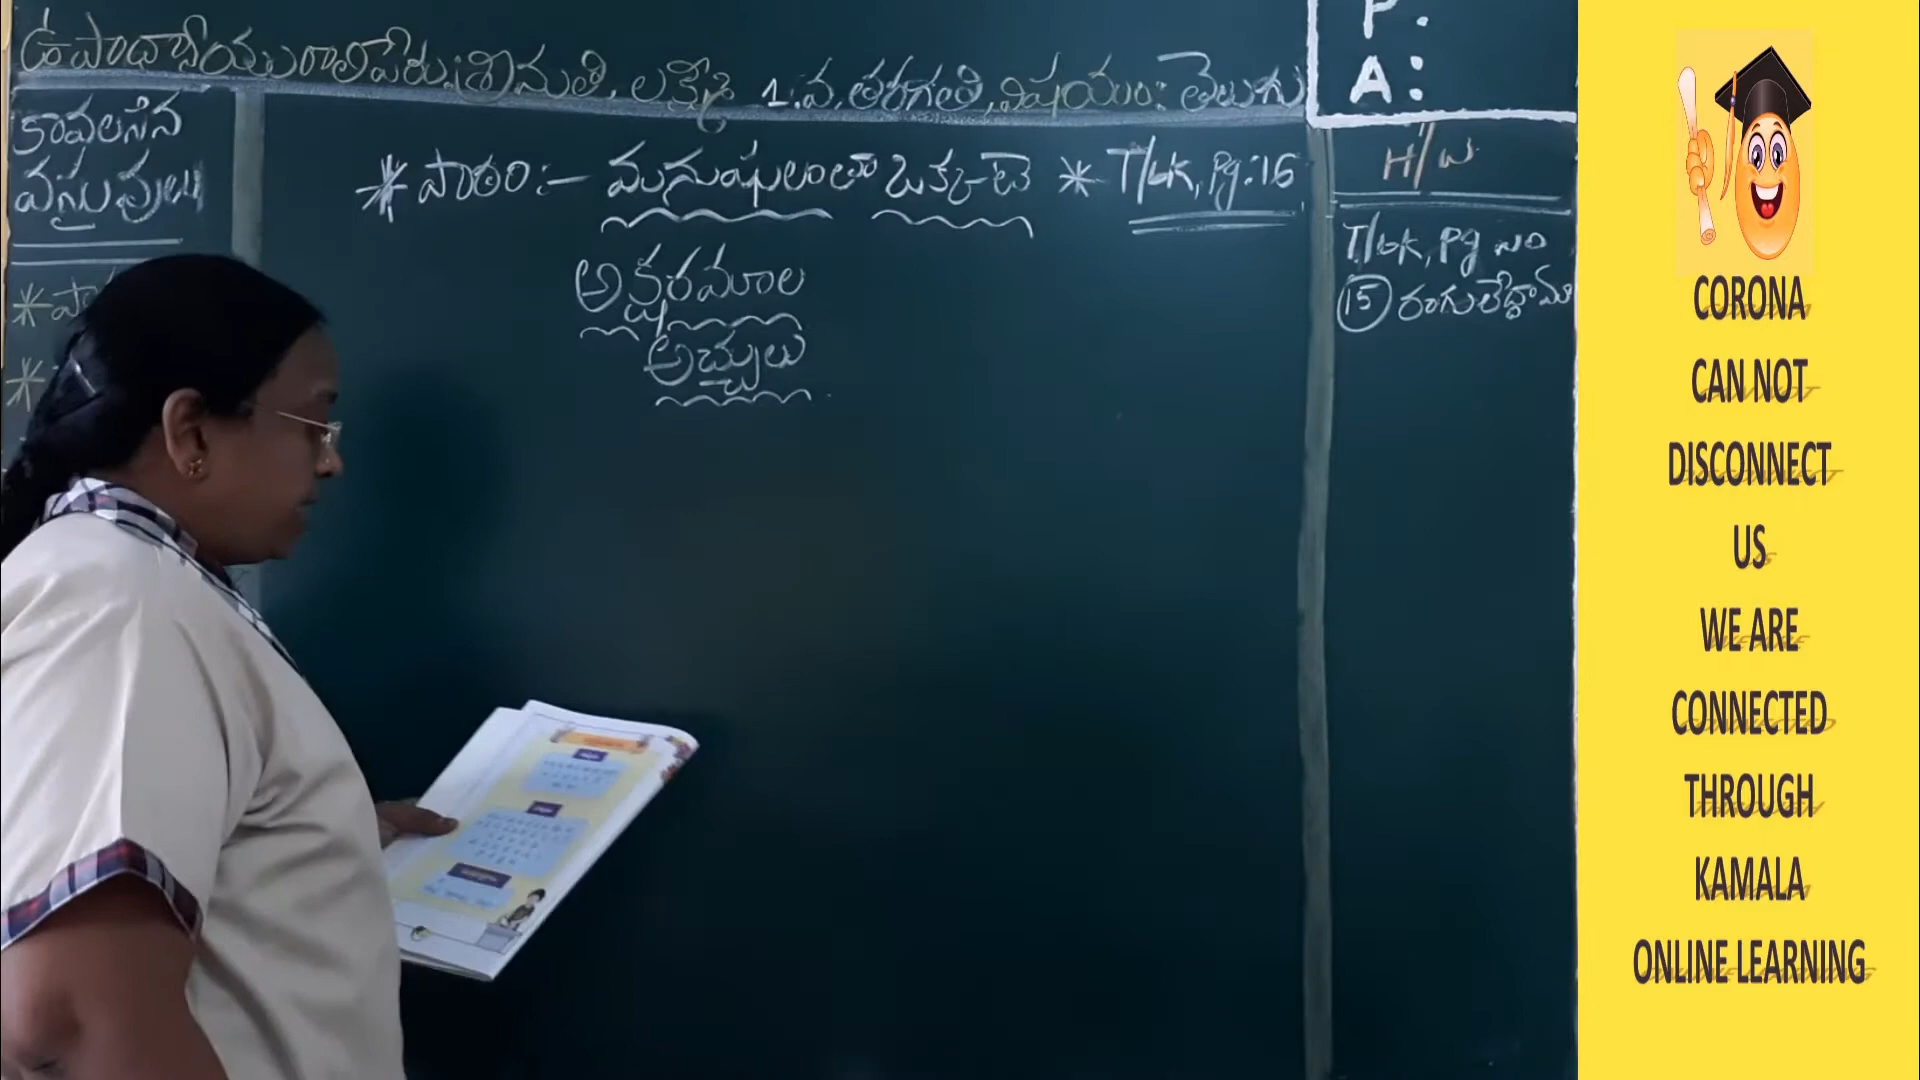 ఉపాధ్యాయురాలి పేరు: శ్రీమతి. లక్ష్మి 1.వ. తరగతి, విషయం: తెలుగు
P:
A:
కావలసిన
వస్తువులు
* పాఠం:- మనుషులంతా ఒక్కటే * T/bk, Pg:16
అక్షరమాల
అచ్చులు
H/W
T/bk, Pg నం
15 రంగులేద్దామా
CORONA
CAN NOT
DISCONNECT
US
WE ARE
CONNECTED
THROUGH
KAMALA
ONLINE LEARNING